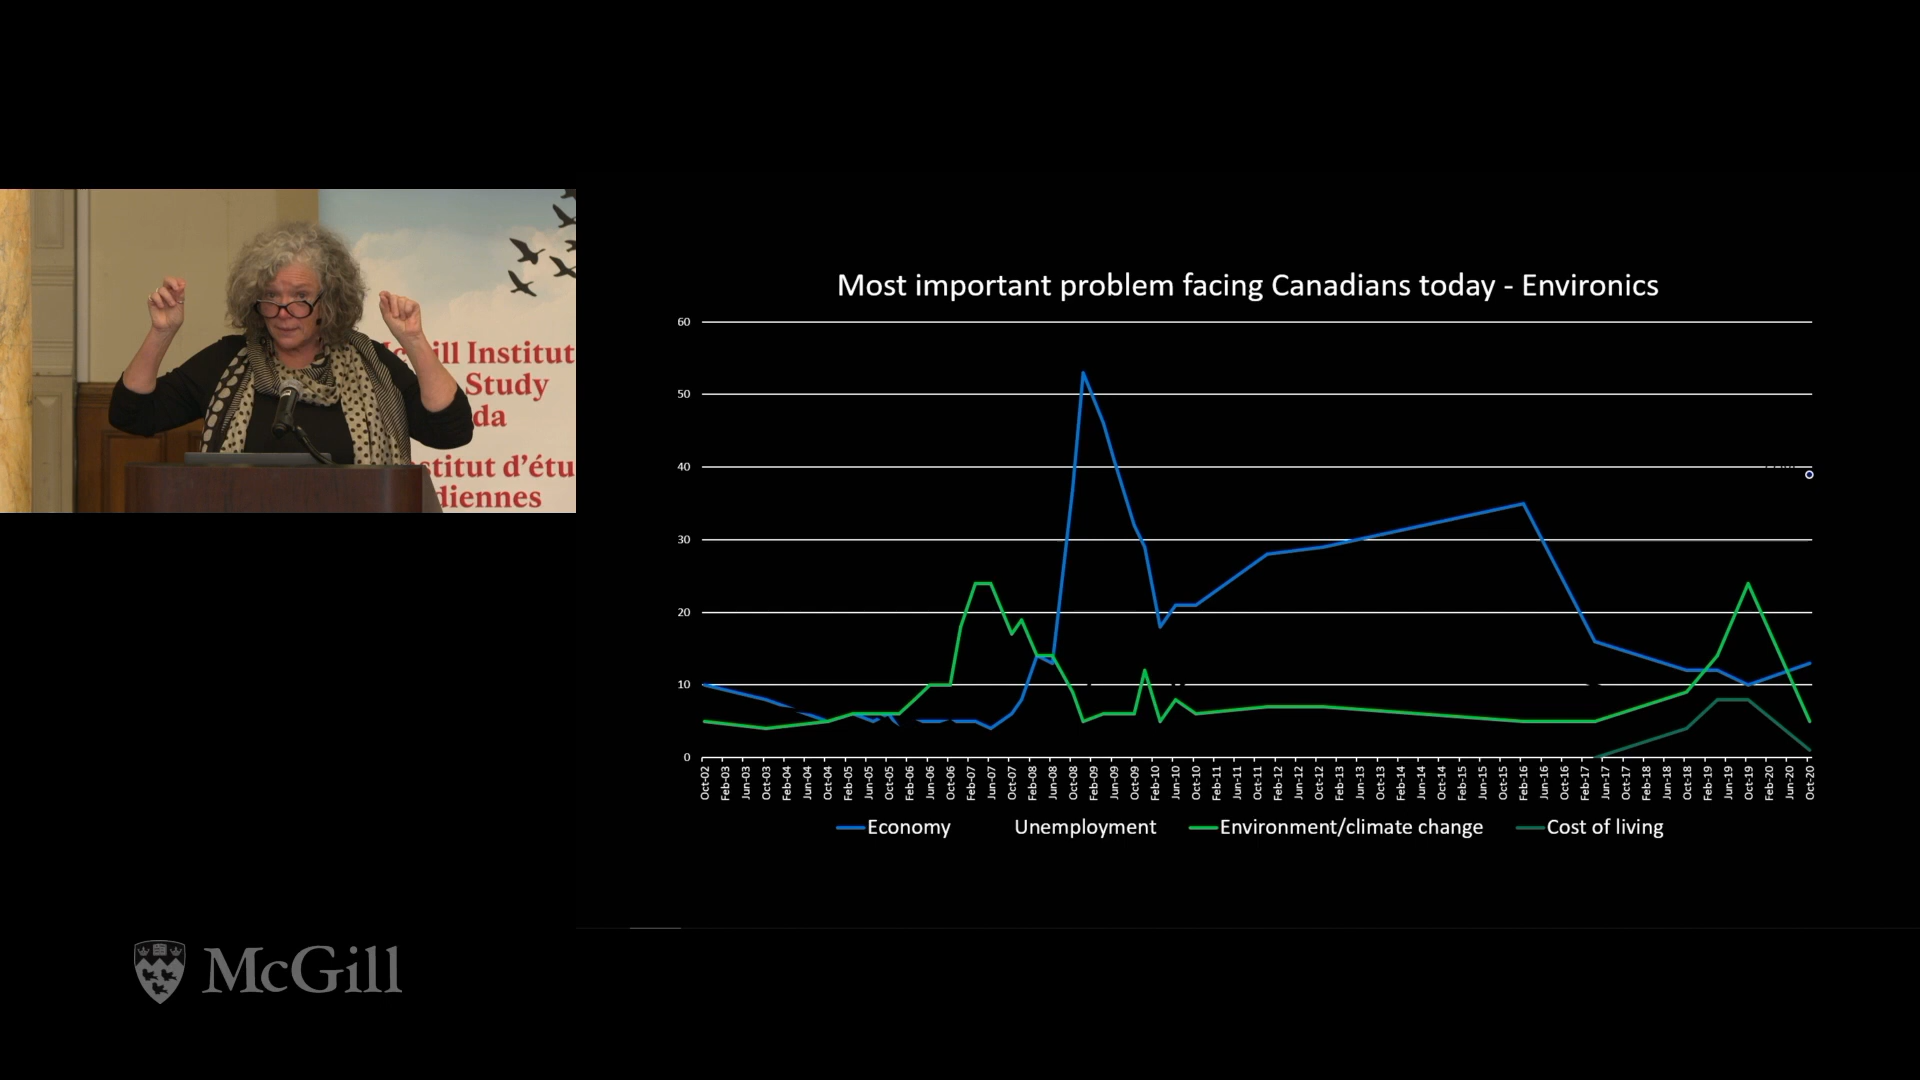 ill Institut
Study
da
stitut d'étu
diennes
Most important problem facing Canadians today - Environics
60
50
40
30
20
10
0
Oct-02 Feb-03 Jun-03 Oct-03 Feb-04 Jun-04 Oct-04 Feb-05 Jun-05 Oct-05 Feb-06 Jun-06 Oct-06 Feb-07 Jun-07 Oct-07 Feb-08 Jun-08 Oct-08 Feb-09 Jun-09 Oct-09 Feb-10 Jun-10 Oct-10 Feb-11 Jun-11 Oct-11 Feb-12 Jun-12 Oct-12 Feb-13 Jun-13 Oct-13 Feb-14 Jun-14 Oct-14 Feb-15 Jun-15 Oct-15 Feb-16 Jun-16 Oct-16 Feb-17 Jun-17 Oct-17 Feb-18 Jun-18 Oct-18 Feb-19 Jun-19 Oct-19 Feb-20 Jun-20 Oct-20
Economy Unemployment Environment/climate change Cost of living
McGill